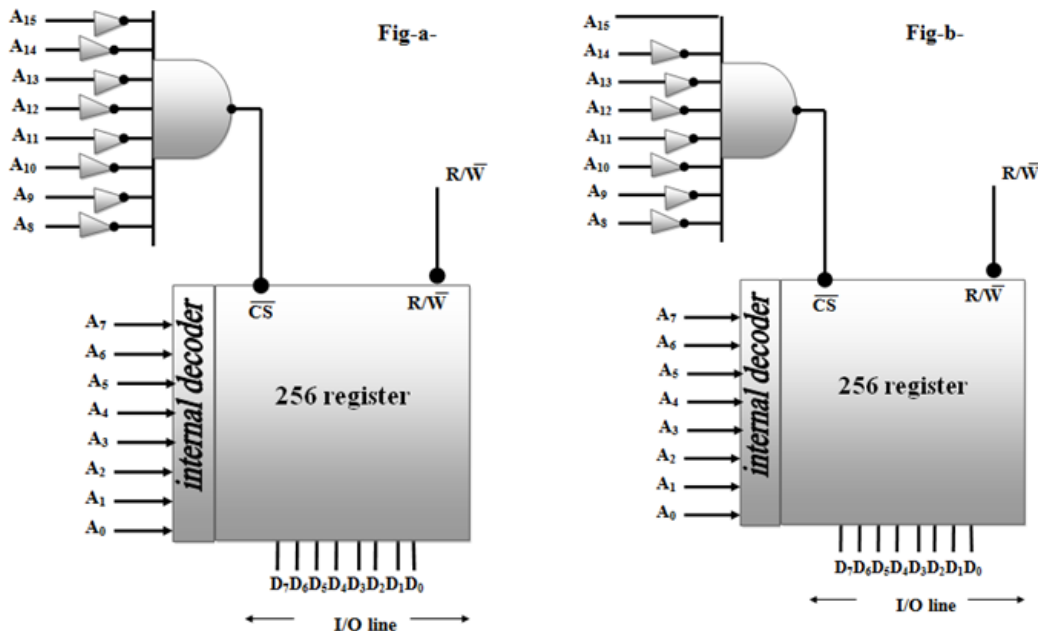 Fig-a-
A₁₅
A₁₄
A₁₃
A₁₂
A₁₁
A₁₀
A₉
A₈
R/W̅
C̅S̅
R/W̅
A₇
A₆
A₅
A₄
A₃
A₂
A₁
A₀
internal decoder
256 register
D₇D₆D₅D₄D₃D₂D₁D₀
I/O line
Fig-b-
A₁₅
A₁₄
A₁₃
A₁₂
A₁₁
A₁₀
A₉
A₈
R/W̅
C̅S̅
R/W̅
A₇
A₆
A₅
A₄
A₃
A₂
A₁
A₀
internal decoder
256 register
D₇D₆D₅D₄D₃D₂D₁D₀
I/O line